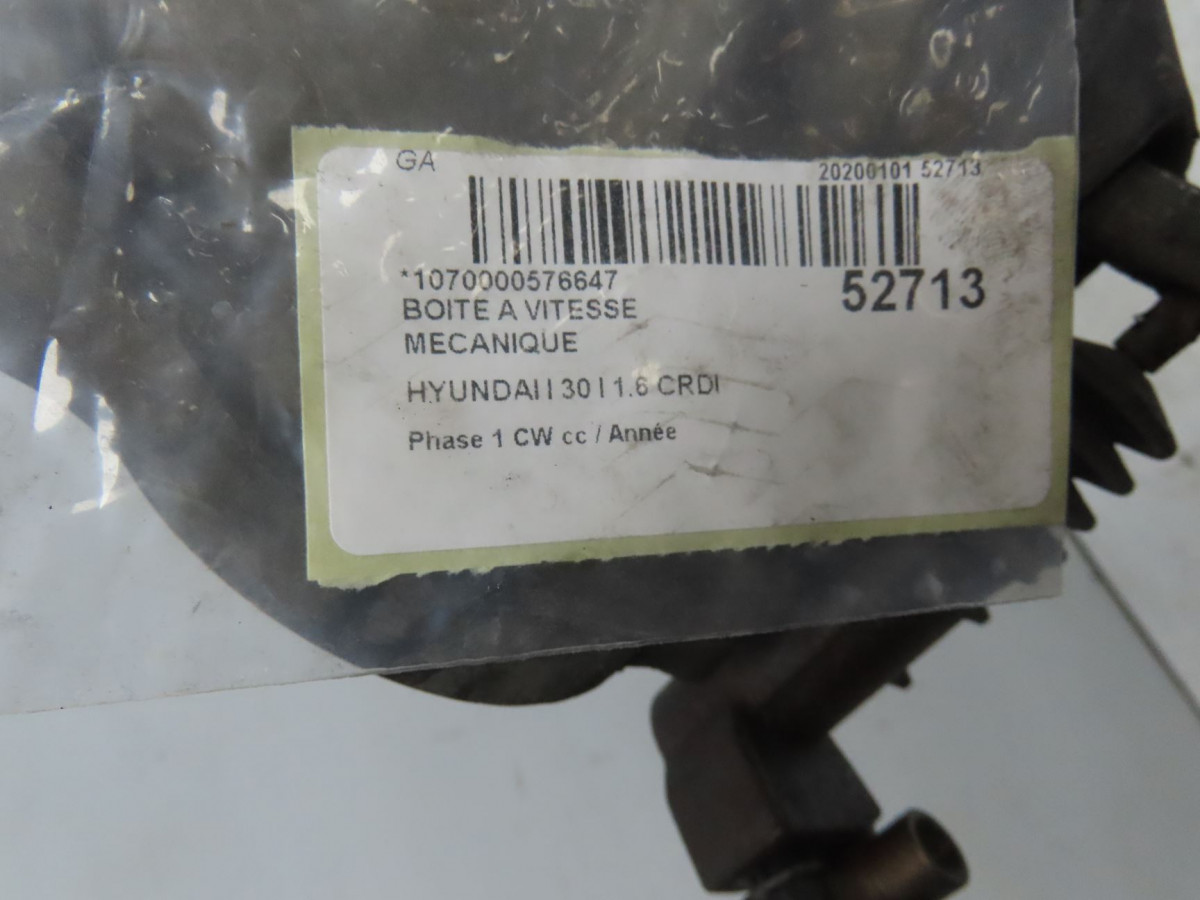 GA
20200101 52713
*1070000576647
52713
BOITE A VITESSE
MECANIQUE
HYUNDAI I 30 I 1.6 CRDI
Phase 1 CW cc / Année